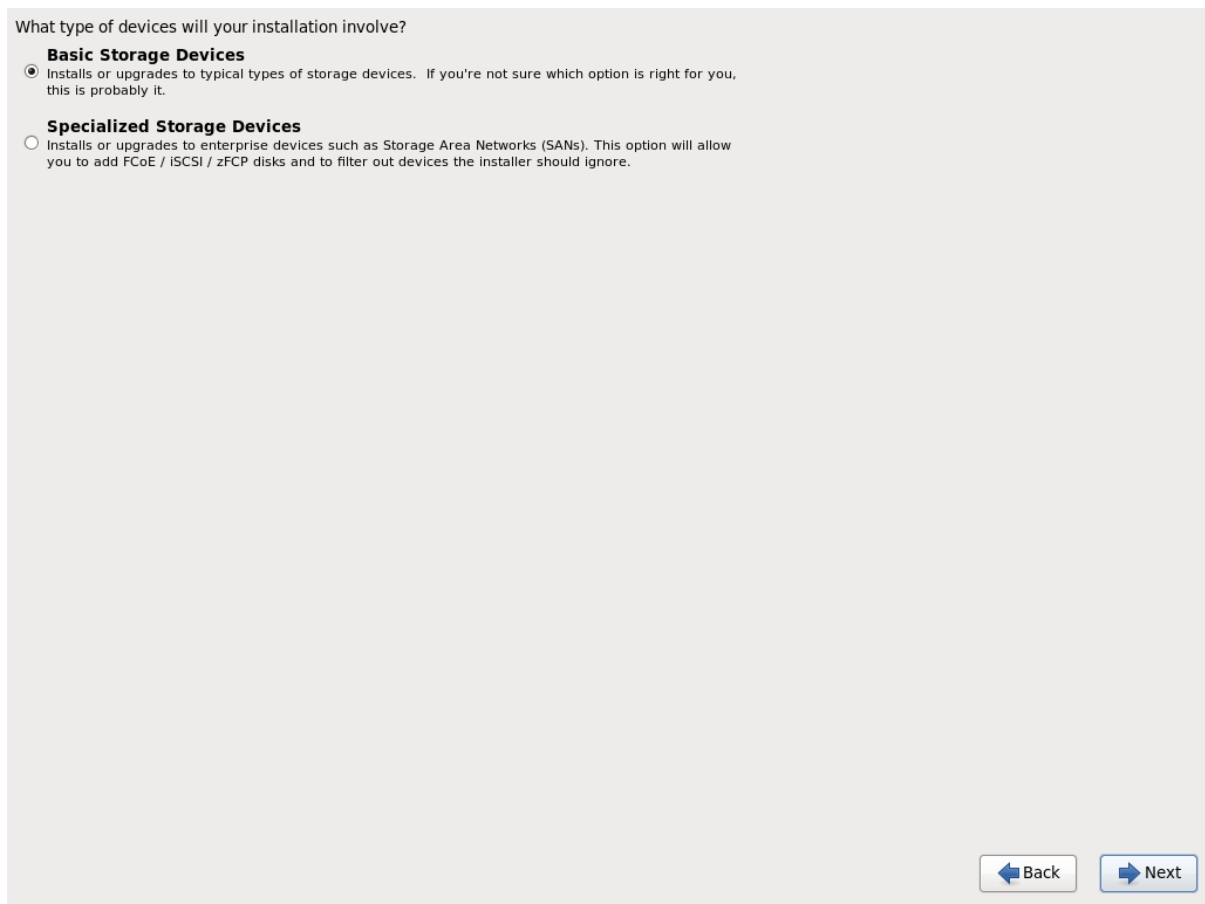 What type of devices will your installation involve?
Basic Storage Devices
Installs or upgrades to typical types of storage devices.  If you're not sure which option is right for you,
this is probably it.
Specialized Storage Devices
Installs or upgrades to enterprise devices such as Storage Area Networks (SANs). This option will allow
you to add FCoE / iSCSI / zFCP disks and to filter out devices the installer should ignore.
Back
Next